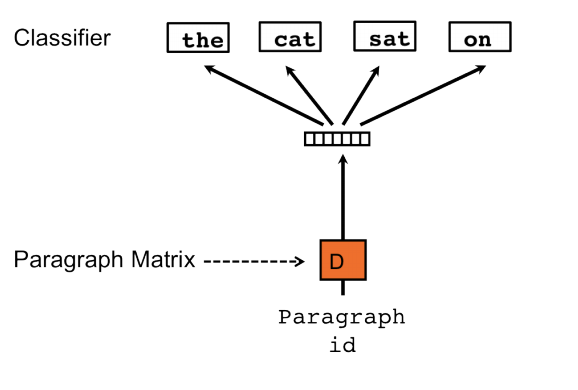 Classifier
the
cat
sat
on
Paragraph Matrix
D
Paragraph
id